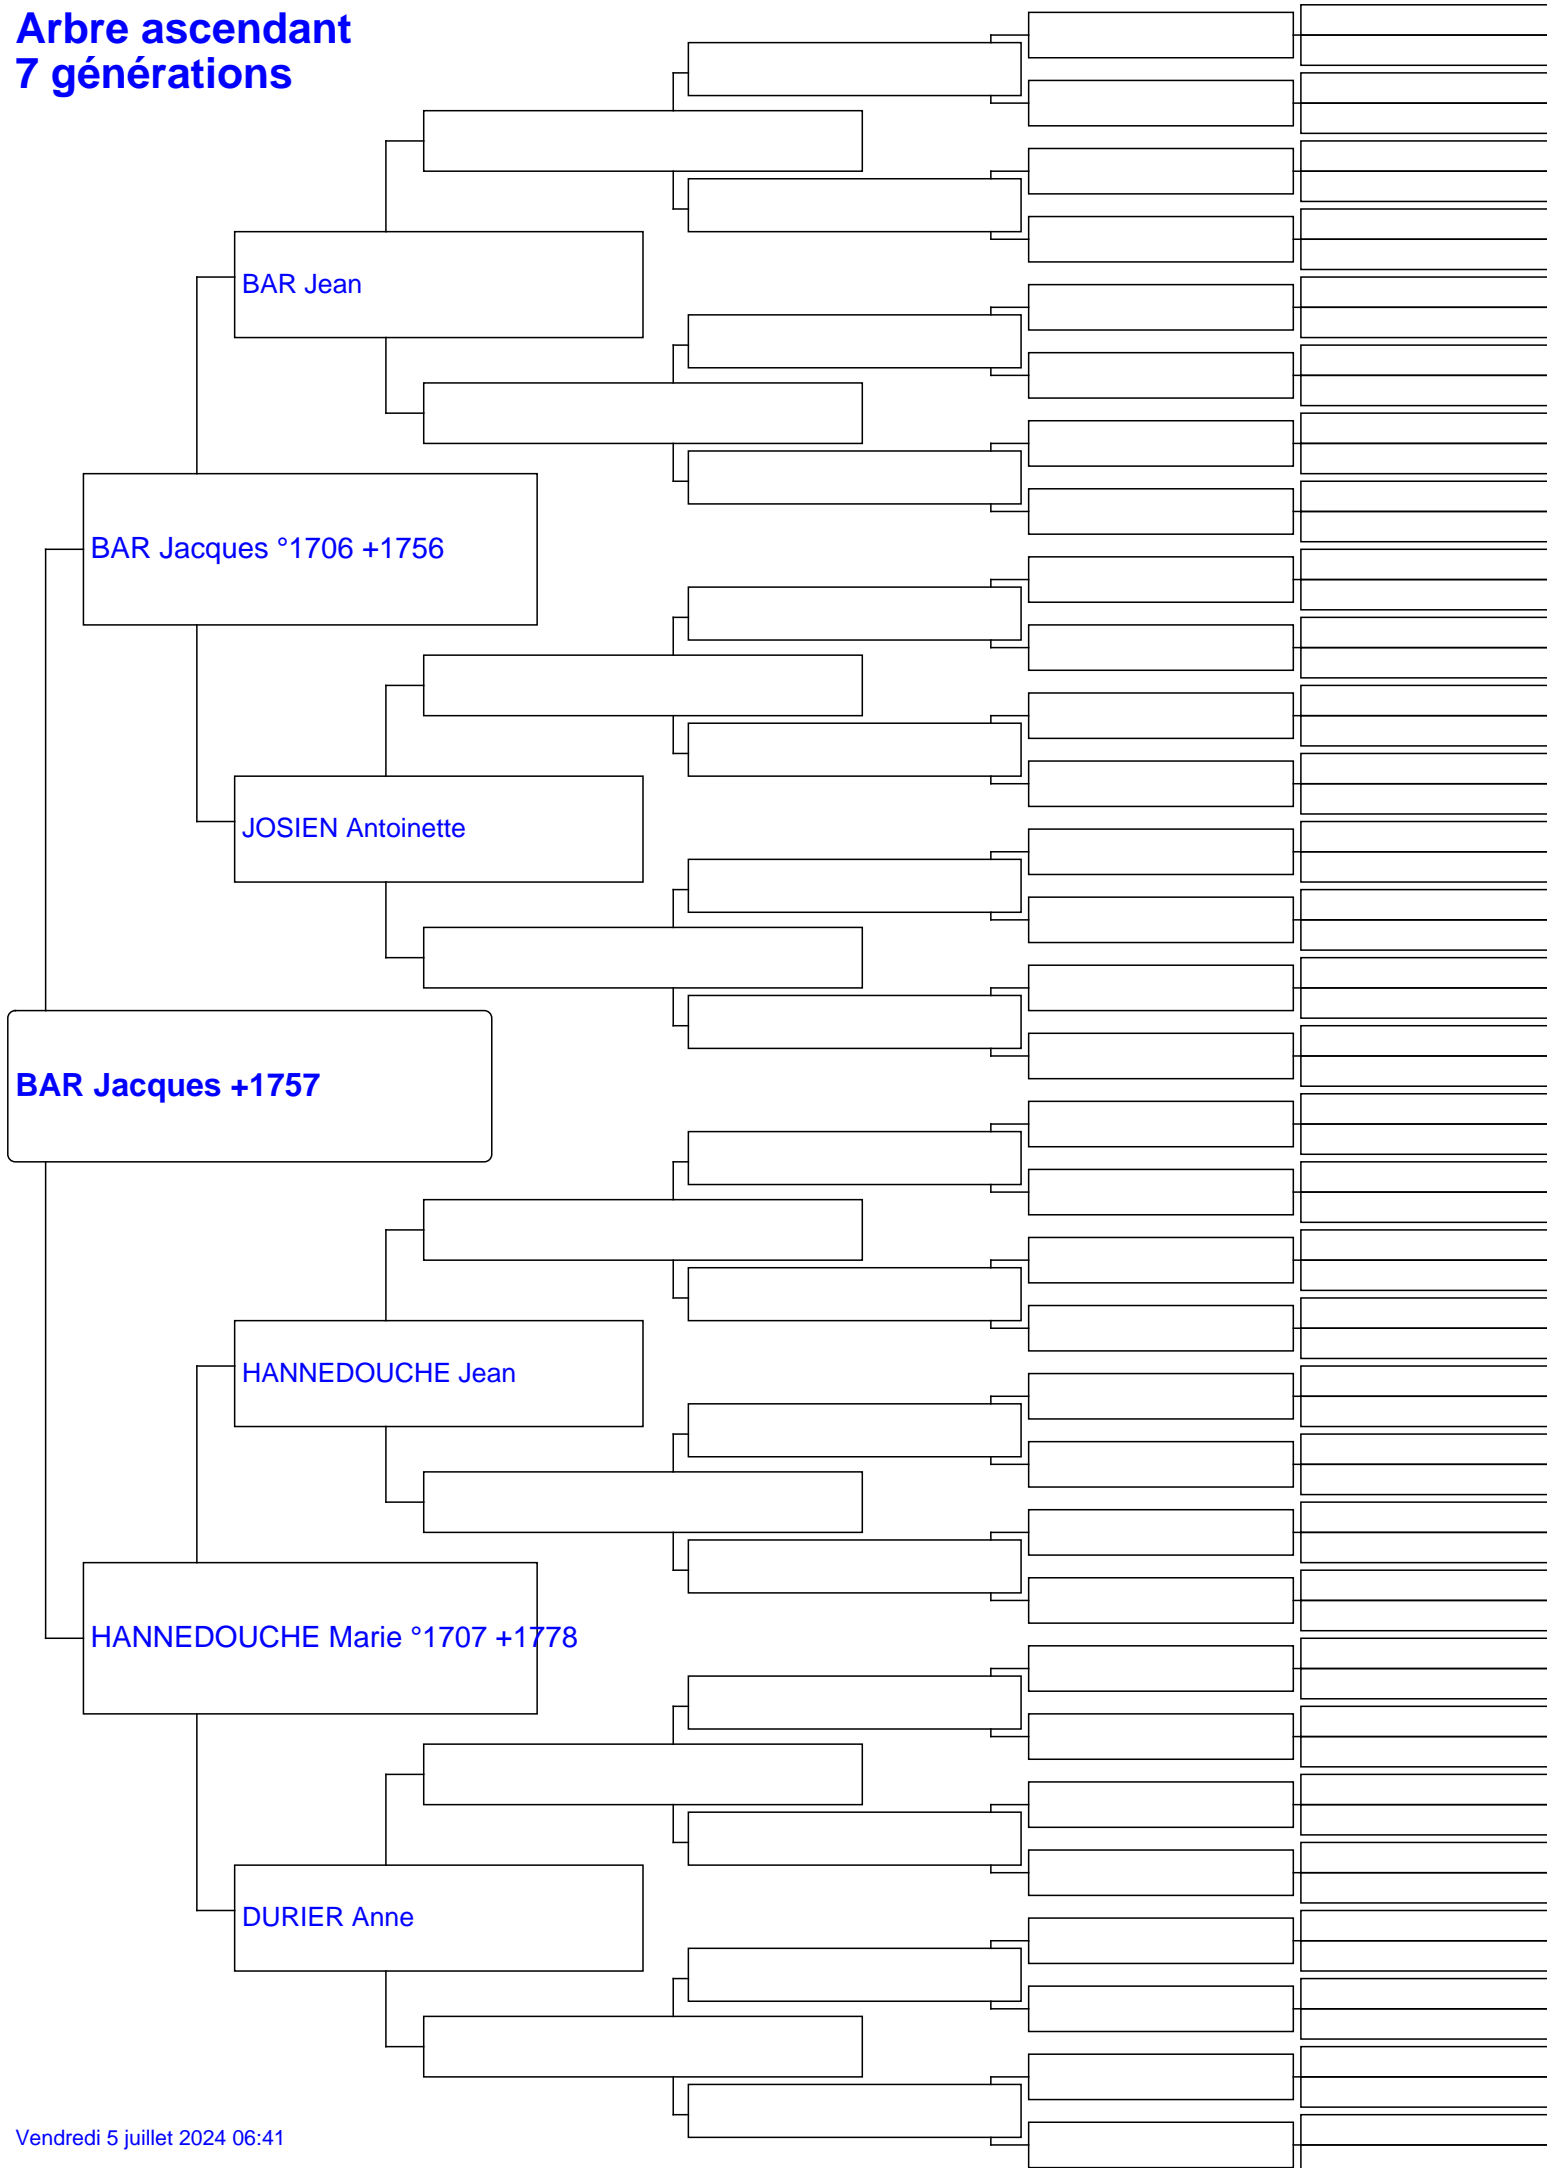 Arbre ascendant
7 générations
BAR Jean
BAR Jacques °1706 +1756
JOSIEN Antoinette
BAR Jacques +1757
HANNEDOUCHE Jean
HANNEDOUCHE Marie °1707 +1778
DURIER Anne
Vendredi 5 juillet 2024 06:41